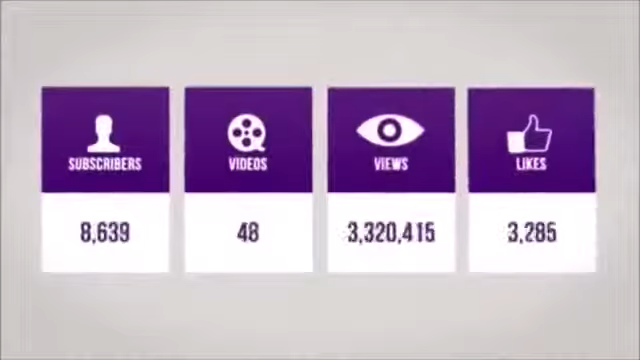 SUBSCRIBERS
8,639
VIDEOS
48
VIEWS
3,320,415
LIKES
3,285